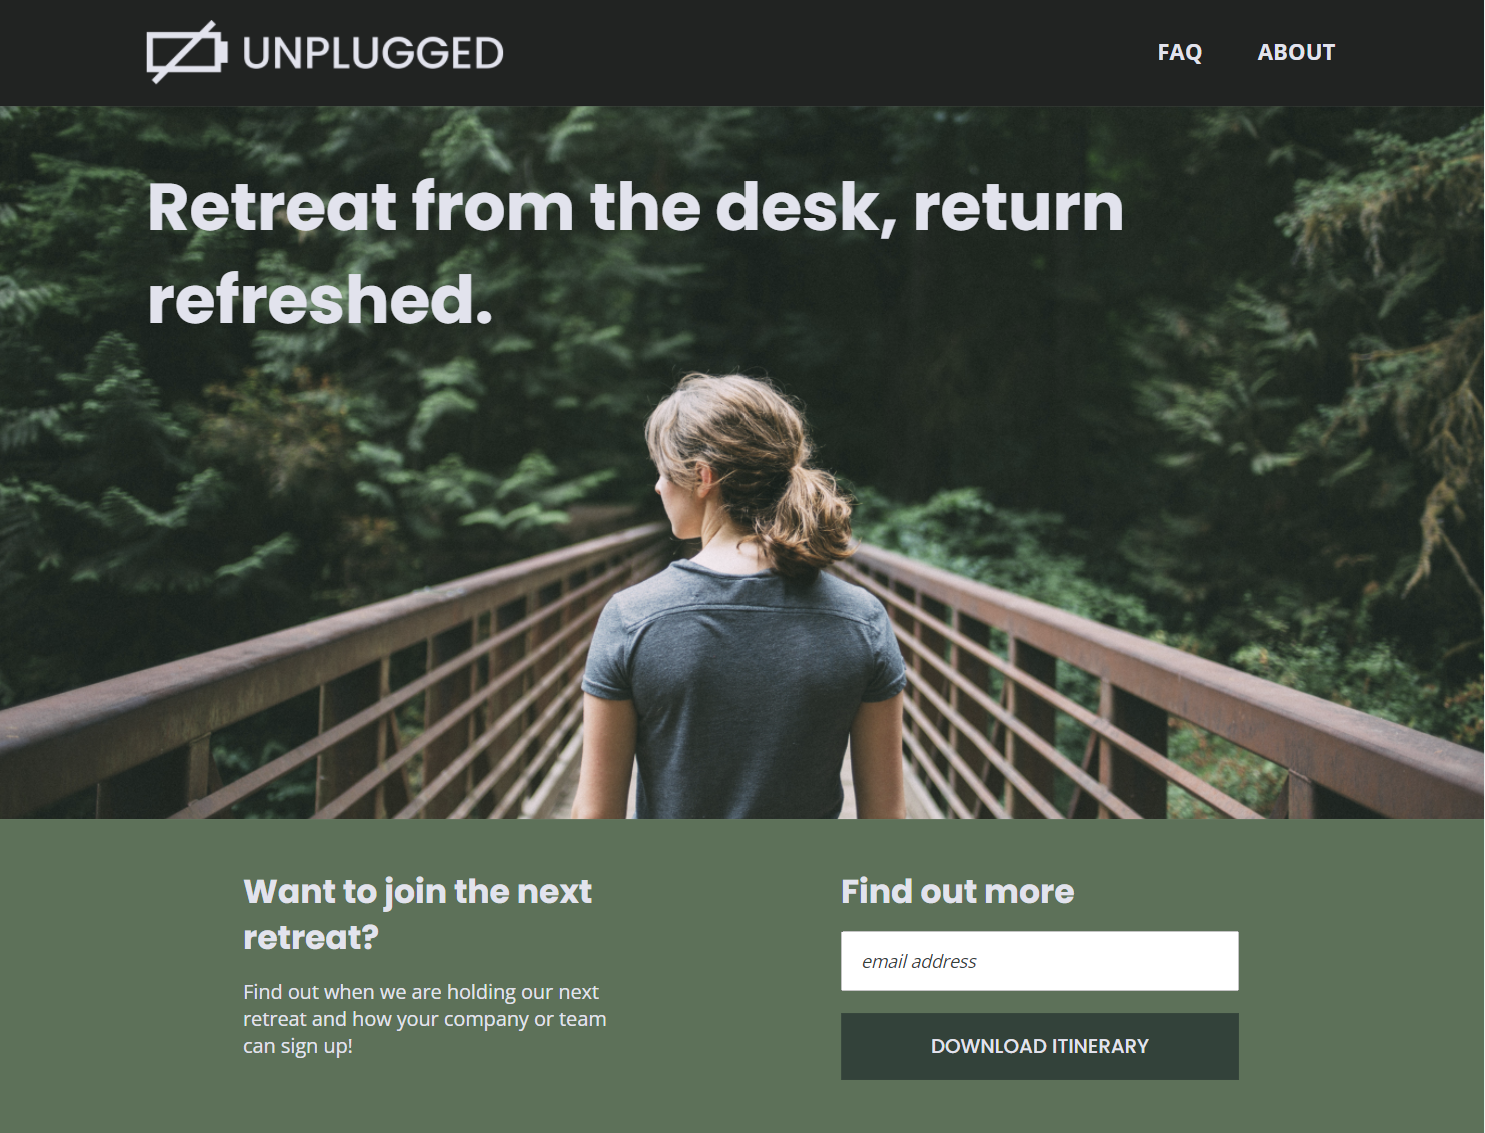 UNPLUGGED
FAQ
ABOUT
Retreat from the desk, return
refreshed.
Want to join the next
retreat?
Find out when we are holding our next
retreat and how your company or team
can sign up!
Find out more
email address
DOWNLOAD ITINERARY